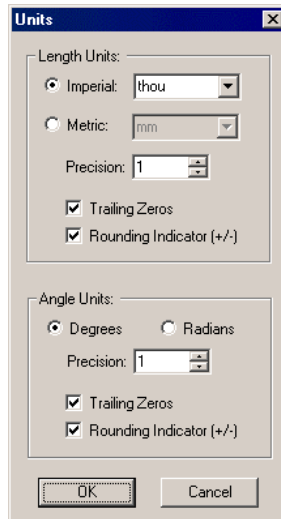 Units
Length Units:
Imperial: thou
Metric: mm
Precision: 1
Trailing Zeros
Rounding Indicator (+/-)
Angle Units:
Degrees Radians
Precision: 1
Trailing Zeros
Rounding Indicator (+/-)
OK Cancel